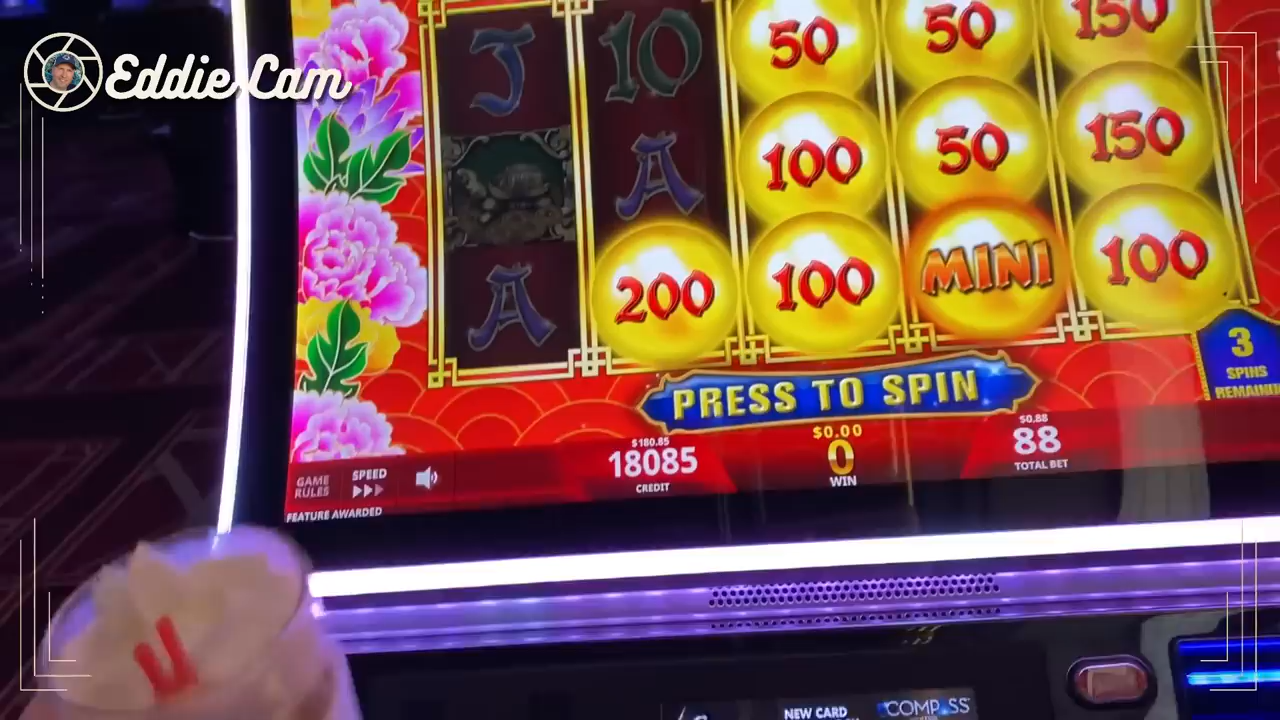 Eddie Cam
J
10
50
50
150
A
100
50
150
A
200
100
MINI
100
3
SPINS
PRESS TO SPIN
$180.85
18085
CREDIT
$0.00
0
WIN
$0.88
88
TOTAL BET
GAME
RULES
SPEED
FEATURE AWARDED
NEW CARD